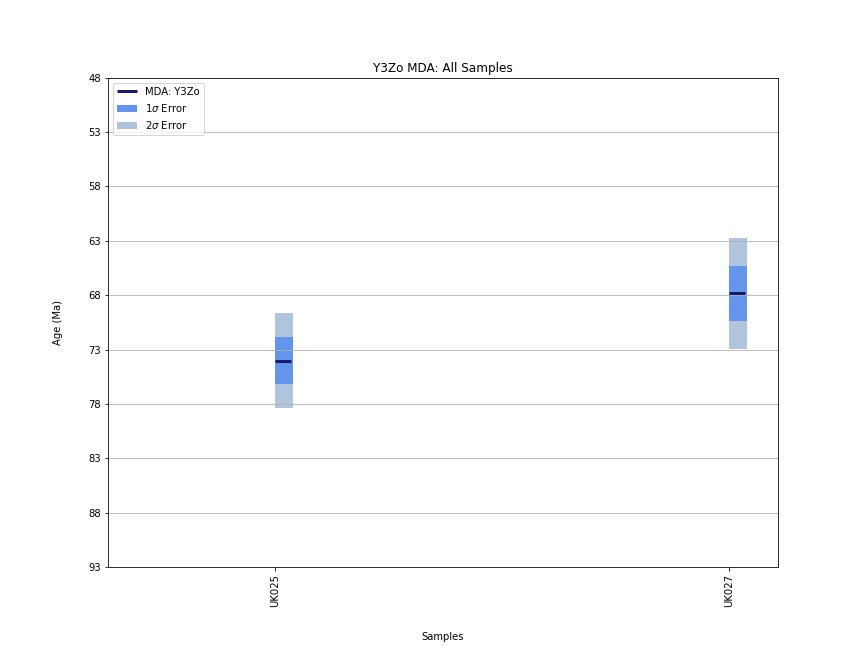 Y3Zo MDA: All Samples
MDA: Y3Zo
1σ Error
2σ Error
48
53
58
63
68
73
78
83
88
93
Age (Ma)
UK025
UK027
Samples